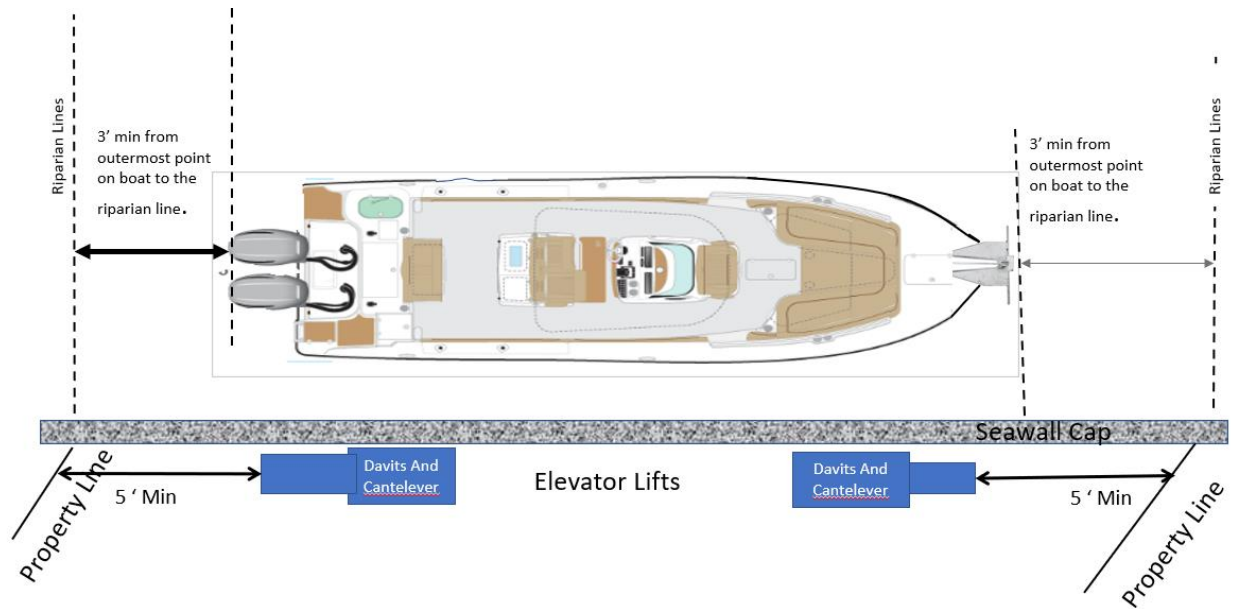 Riparian Lines
3’ min from
outermost point
on boat to the
riparian line.
3’ min from
outermost point
on boat to the
riparian line.
Riparian Lines
Seawall Cap
Property Line
5 ‘ Min
Davits And
Cantelever
Elevator Lifts
Davits And
Cantelever
5 ‘ Min
Property Line